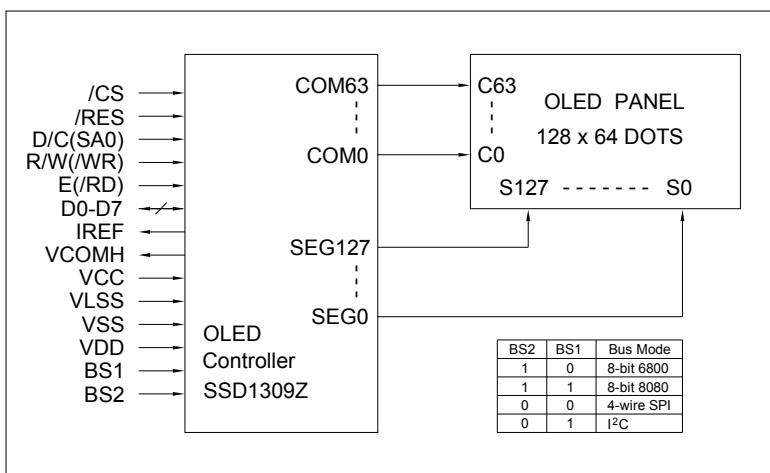 /CS
/RES
D/C(SA0)
R/W(/WR)
E(/RD)
D0-D7
IREF
VCOMH
VCC
VLSS
VSS
VDD
BS1
BS2
COM63
COM0
SEG127
SEG0
OLED
Controller
SSD1309Z
C63
C0
OLED PANEL
128 x 64 DOTS
S127 S0
BS2 BS1 Bus Mode
1 0 8-bit 6800
1 1 8-bit 8080
0 0 4-wire SPI
0 1 I²C